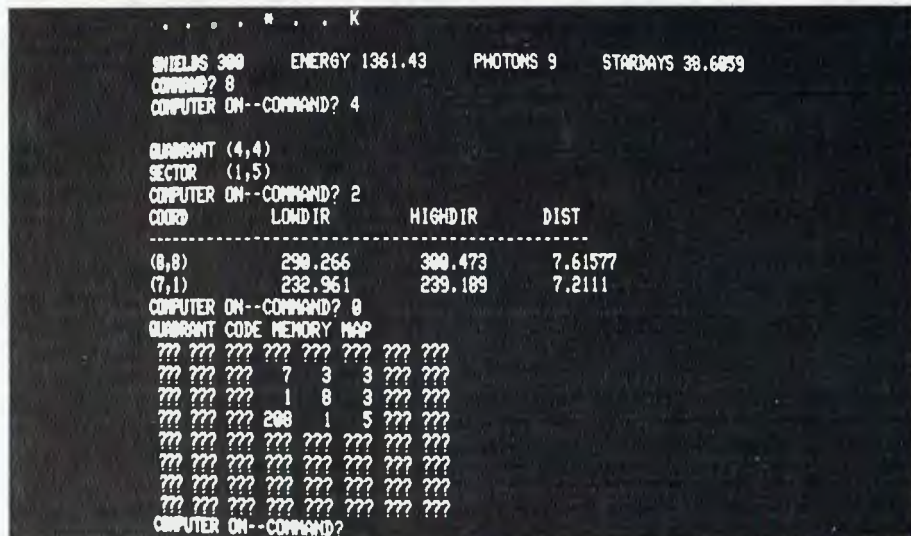 . . . . * . . K
SHIELDS 300 ENERGY 1361.43 PHOTONS 9 STARDAYS 38.6059
COMMAND? 8
COMPUTER ON--COMMAND? 4
QUADRANT (4,4)
SECTOR (1,5)
COMPUTER ON--COMMAND? 2
COORD LOWDIR HIGHDIR DIST
(8,8) 290.266 300.473 7.61577
(7,1) 232.961 239.189 7.2111
COMPUTER ON--COMMAND? 0
QUADRANT CODE MEMORY MAP
??? ??? ??? ??? ??? ??? ??? ???
??? ??? ??? 7 3 3 ??? ???
??? ??? ??? 1 8 3 ??? ???
??? ??? ??? 208 1 5 ??? ???
??? ??? ??? ??? ??? ??? ??? ???
??? ??? ??? ??? ??? ??? ??? ???
??? ??? ??? ??? ??? ??? ??? ???
??? ??? ??? ??? ??? ??? ??? ???
COMPUTER ON--COMMAND?